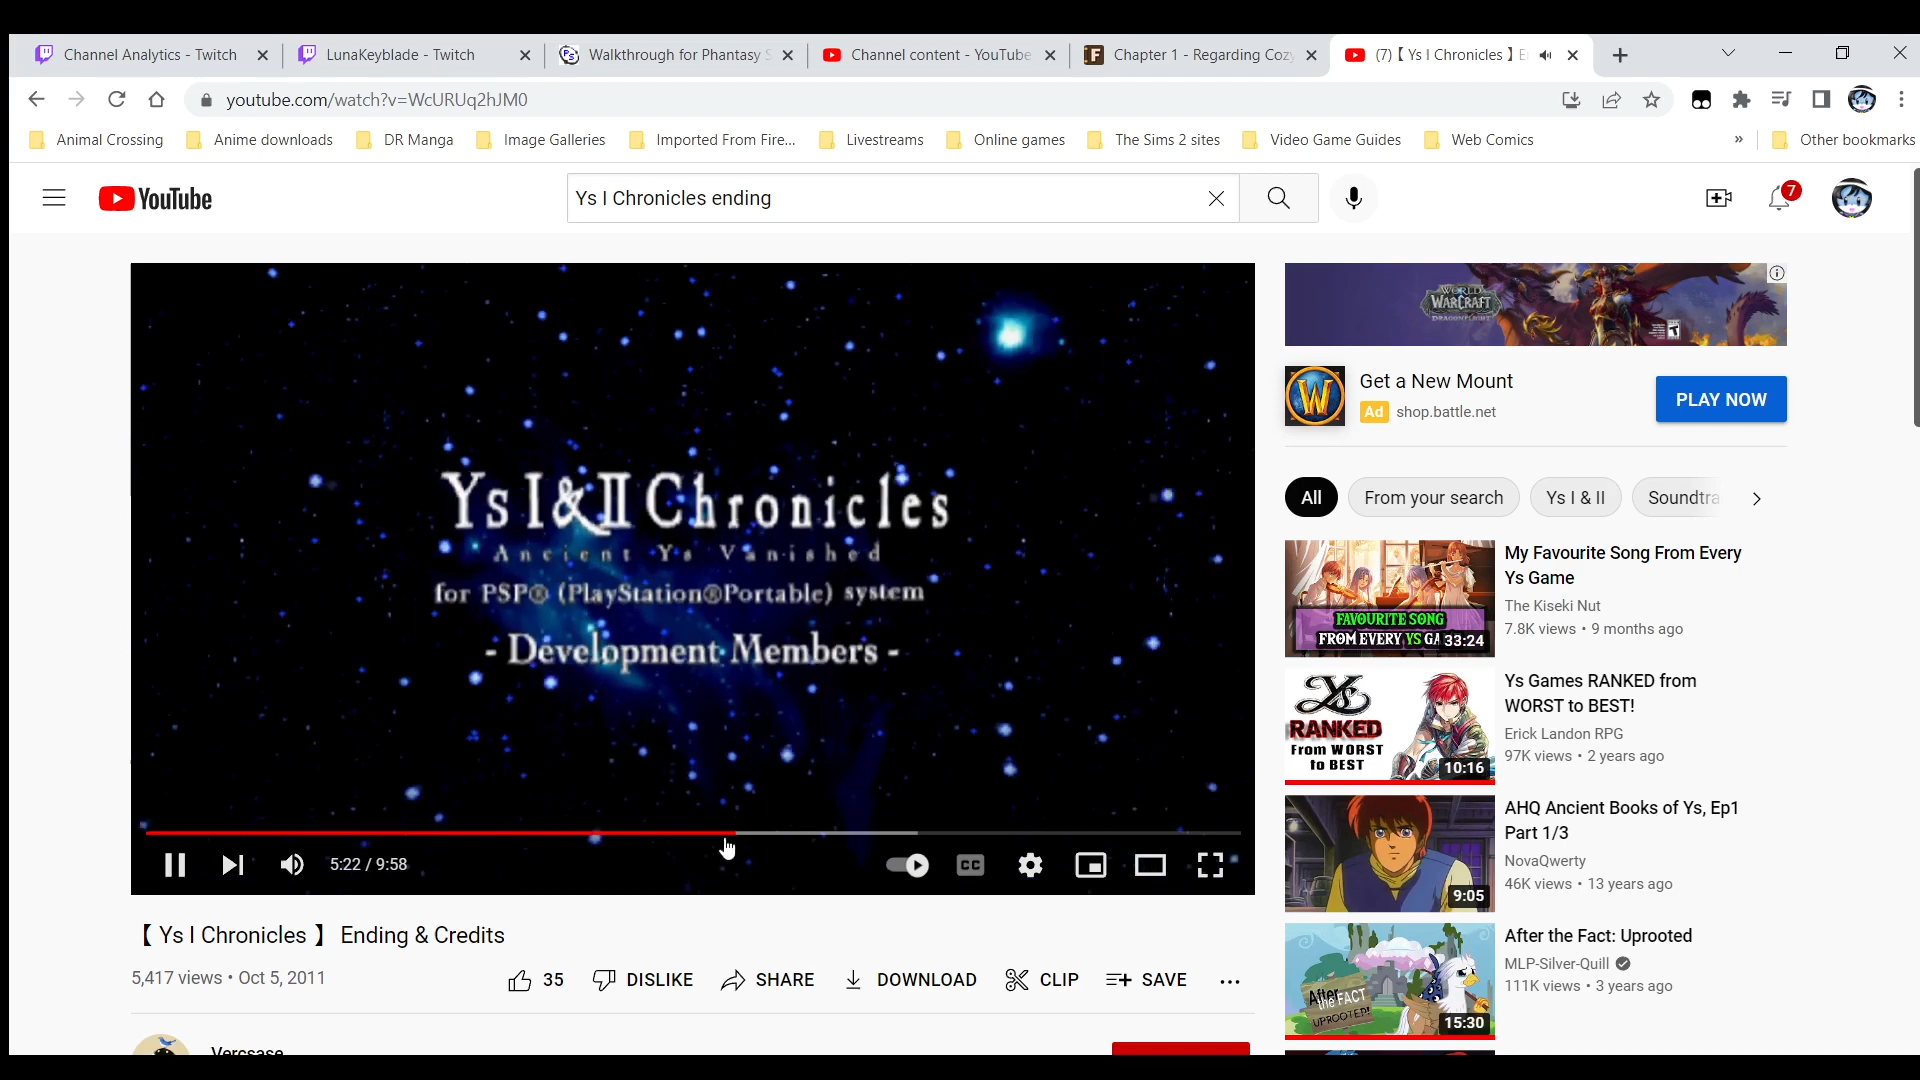 Channel Analytics - Twitch
LunaKeyblade - Twitch
Walkthrough for Phantasy S
Channel content - YouTube
Chapter 1 - Regarding Cozy
(7)【 Ys I Chronicles 】E
youtube.com/watch?v=WcURUq2hJM0
Animal Crossing
Anime downloads
DR Manga
Image Galleries
Imported From Fire...
Livestreams
Online games
The Sims 2 sites
Video Game Guides
Web Comics
»
Other bookmarks
YouTube
Ys I Chronicles ending
7
Ys I & II Chronicles
Ancient Ys Vanished
for PSP® (PlayStation®Portable) system
- Development Members -
5:22 / 9:58
CC
【 Ys I Chronicles 】 Ending & Credits
5,417 views • Oct 5, 2011
35
DISLIKE
SHARE
DOWNLOAD
CLIP
SAVE
Vercsase
WORLD
WARCRAFT
DRAGONFLIGHT
T
W
Get a New Mount
Ad shop.battle.net
PLAY NOW
All
From your search
Ys I & II
Soundtra
FAVOURITE SONG
FROM EVERY YS GA
33:24
My Favourite Song From Every
Ys Game
The Kiseki Nut
7.8K views • 9 months ago
Ys
RANKED
From WORST
to BEST
10:16
Ys Games RANKED from
WORST to BEST!
Erick Landon RPG
97K views • 2 years ago
9:05
AHQ Ancient Books of Ys, Ep1
Part 1/3
NovaQwerty
46K views • 13 years ago
After
the FACT
UPROOTED!
15:30
After the Fact: Uprooted
MLP-Silver-Quill
111K views • 3 years ago